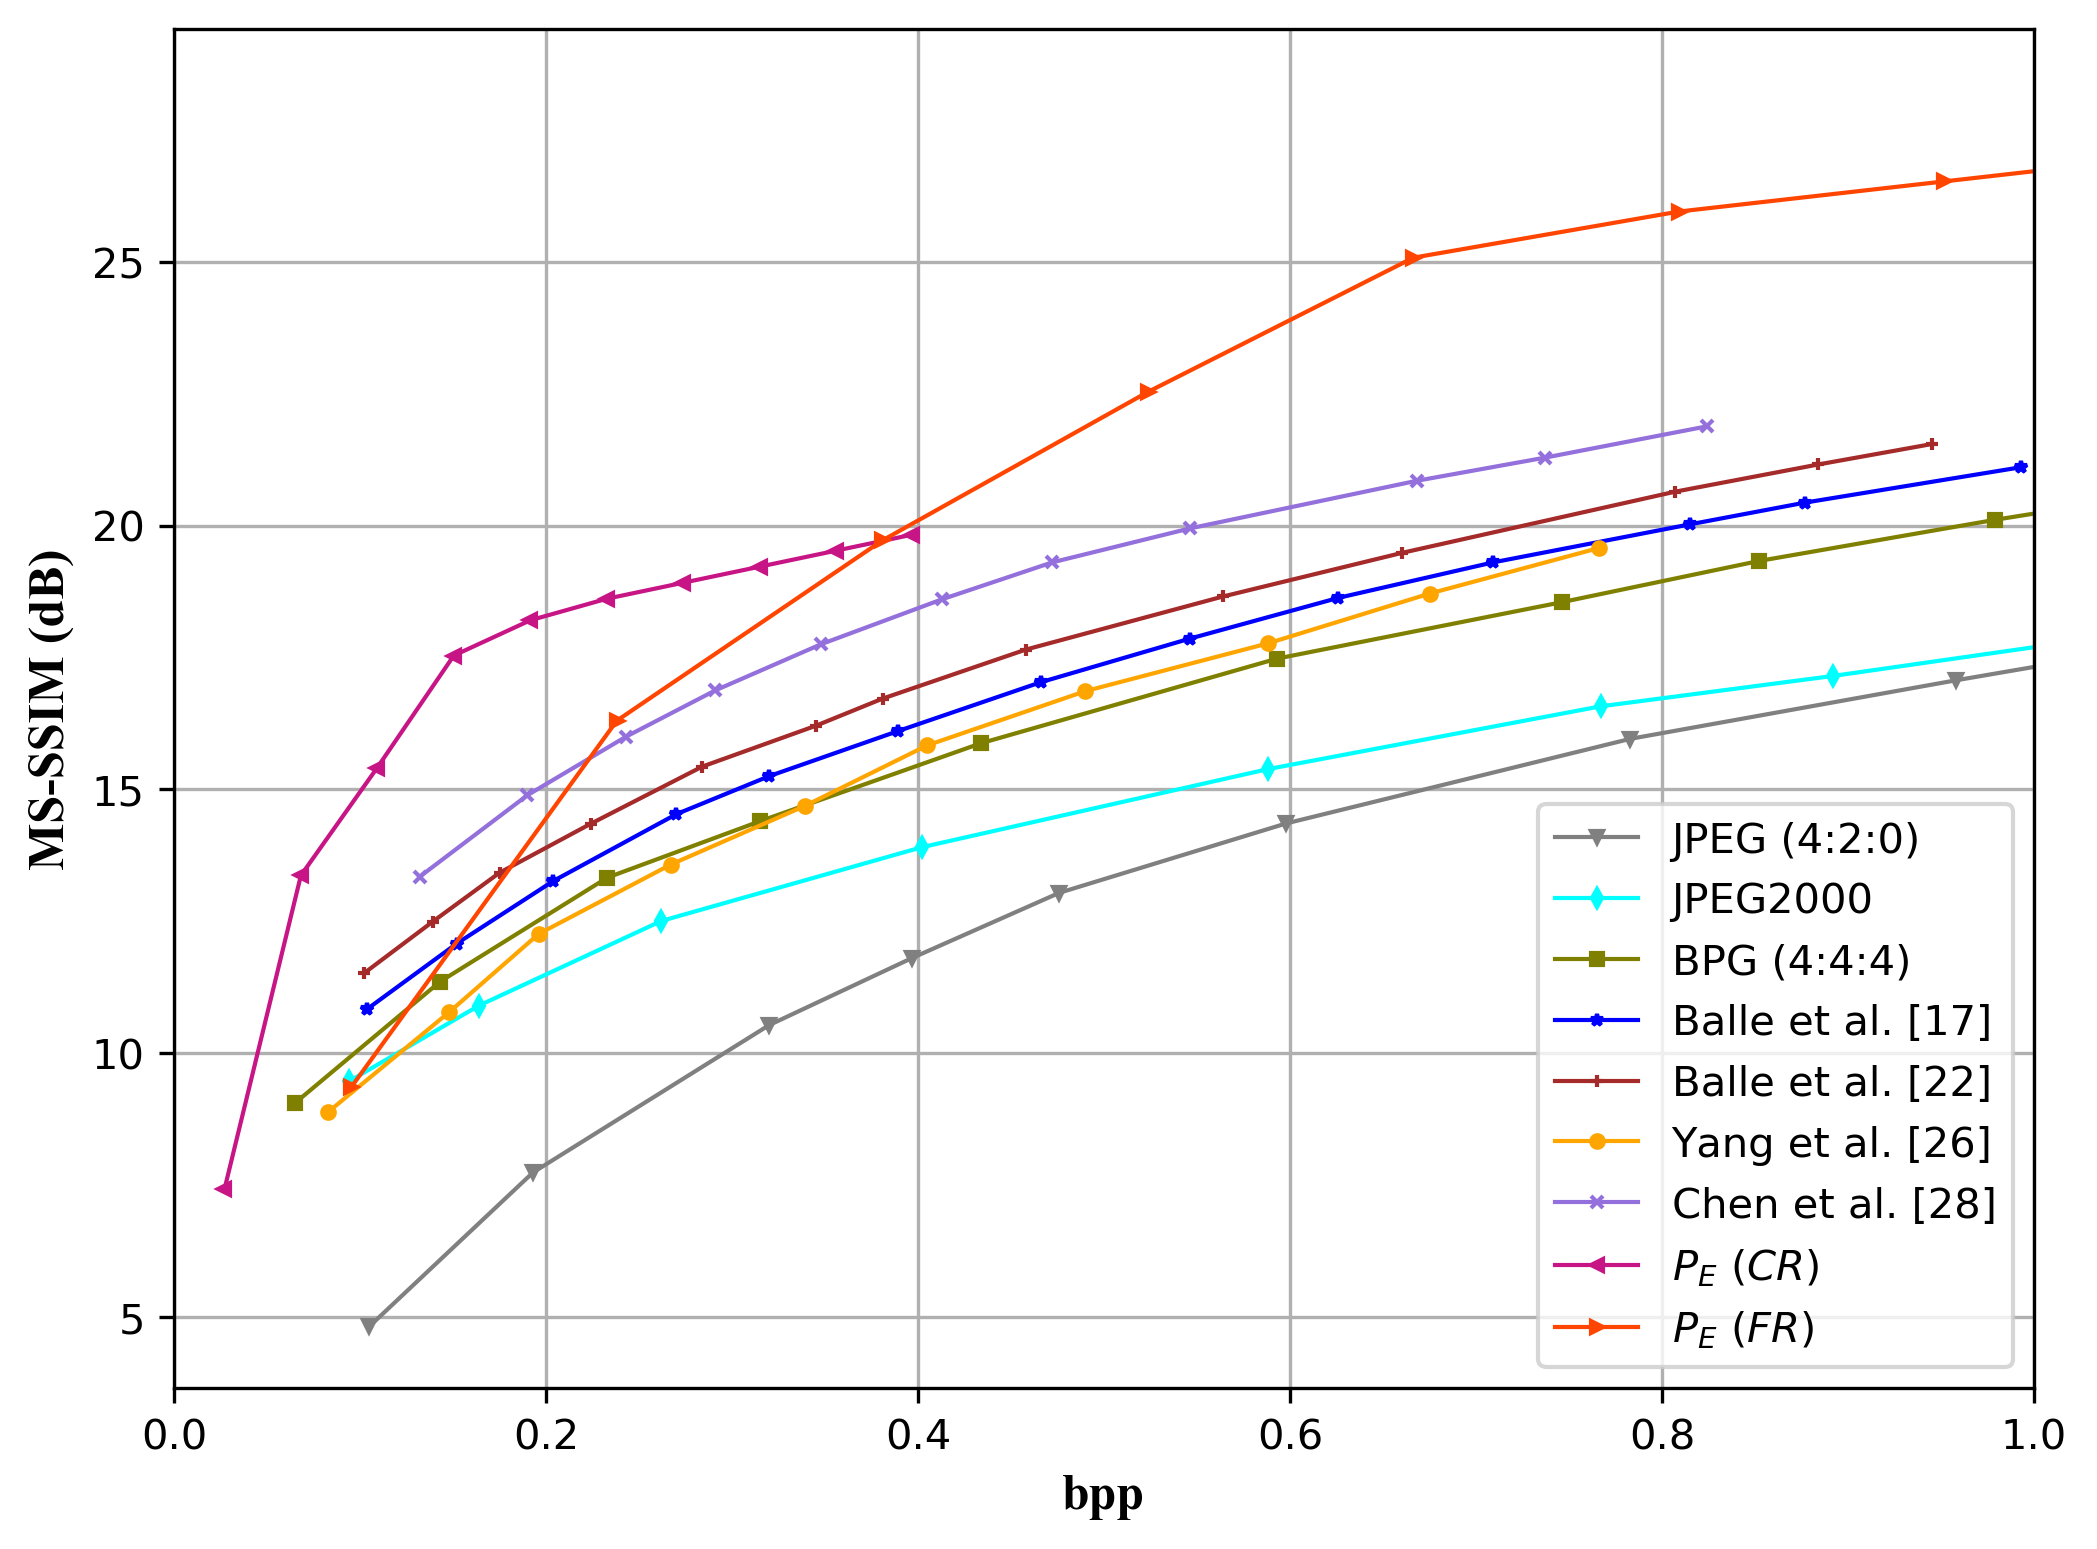 25
20
15
10
5
MS-SSIM (dB)
0.0 0.2 0.4 0.6 0.8 1.0
bpp
JPEG (4:2:0)
JPEG2000
BPG (4:4:4)
Balle et al. [17]
Balle et al. [22]
Yang et al. [26]
Chen et al. [28]
P_E (CR)
P_E (FR)